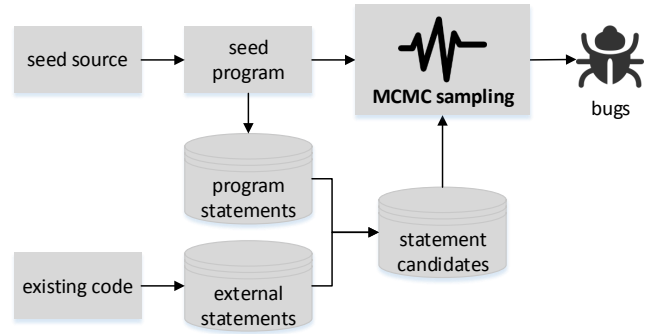 seed source
seed
program
MCMC sampling
bugs
program
statements
statement
candidates
existing code
external
statements